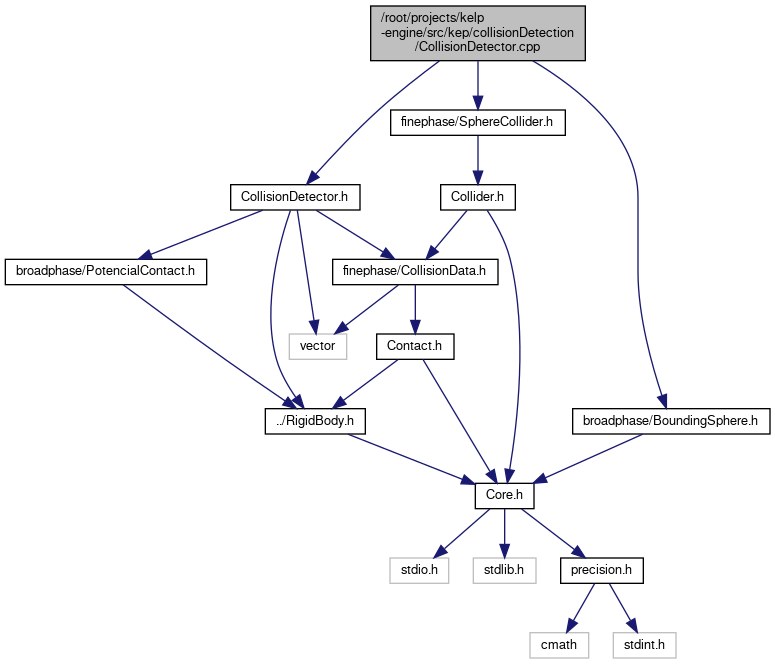 /root/projects/kelp
-engine/src/kep/collisionDetection
/CollisionDetector.cpp
finephase/SphereCollider.h
CollisionDetector.h
Collider.h
broadphase/PotencialContact.h
finephase/CollisionData.h
vector
Contact.h
../RigidBody.h
broadphase/BoundingSphere.h
Core.h
stdio.h
stdlib.h
precision.h
cmath
stdint.h